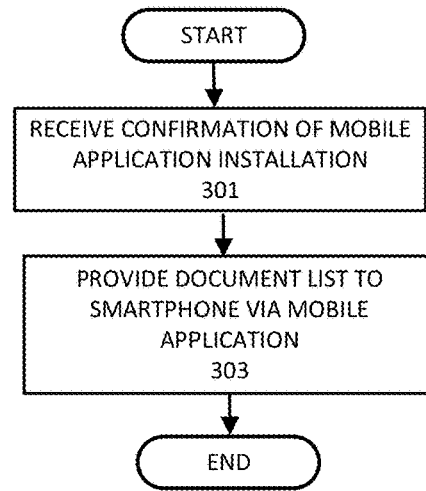 START
RECEIVE CONFIRMATION OF MOBILE
APPLICATION INSTALLATION
301
PROVIDE DOCUMENT LIST TO
SMARTPHONE VIA MOBILE
APPLICATION
303
END